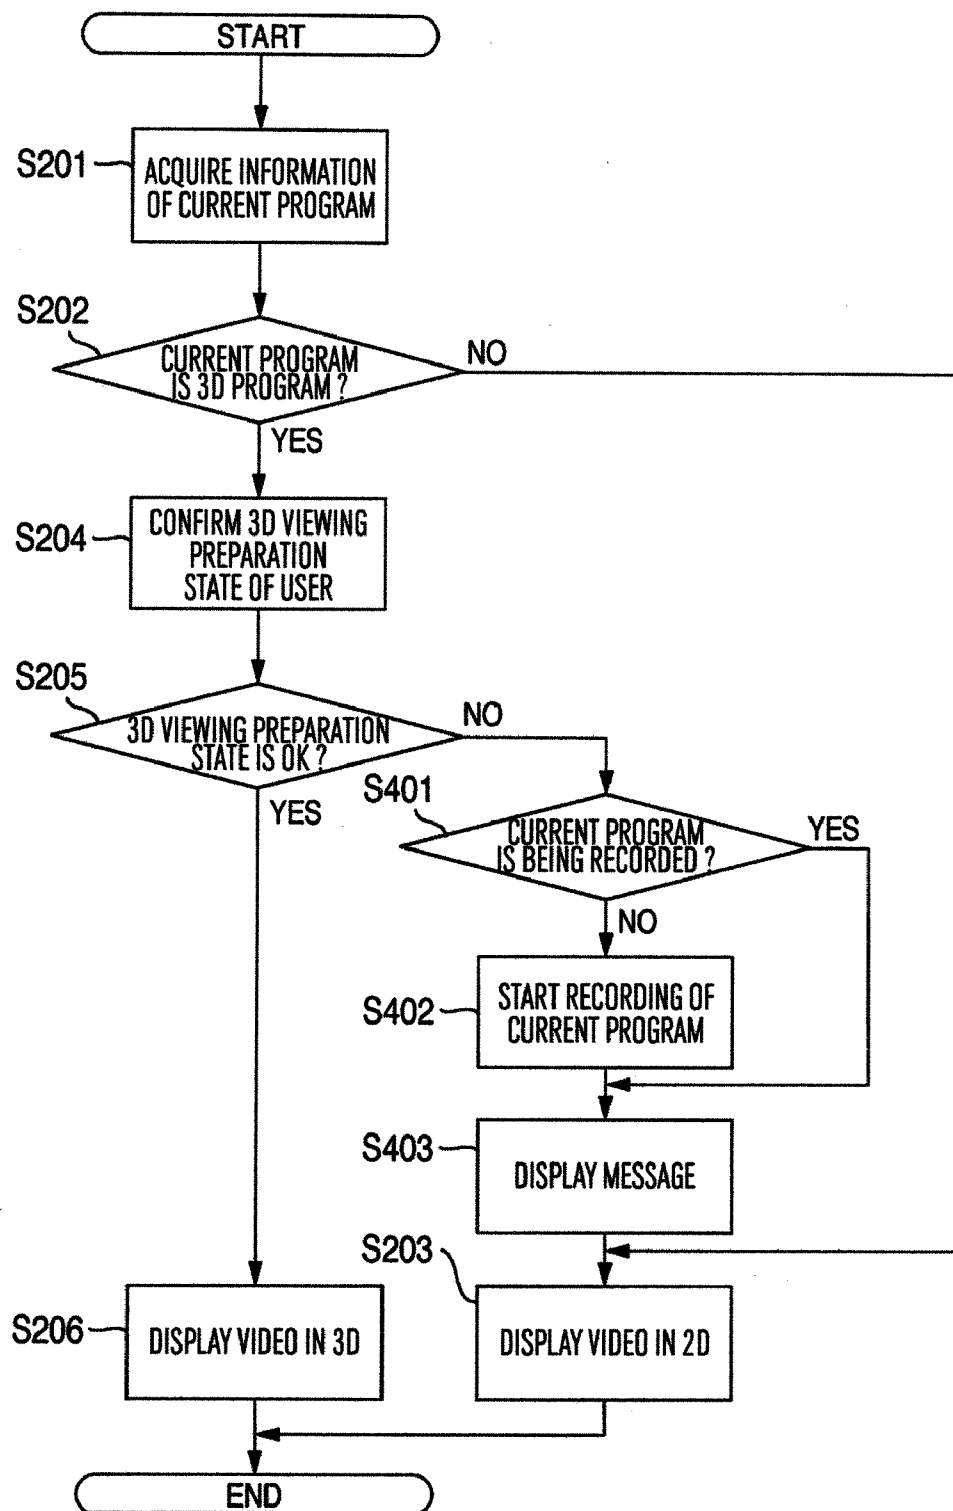 START
S201
ACQUIRE INFORMATION
OF CURRENT PROGRAM
S202
CURRENT PROGRAM
IS 3D PROGRAM ?
NO
YES
S204
CONFIRM 3D VIEWING
PREPARATION
STATE OF USER
S205
3D VIEWING PREPARATION
STATE IS OK ?
NO
YES
S401
CURRENT PROGRAM
IS BEING RECORDED ?
YES
NO
S402
START RECORDING OF
CURRENT PROGRAM
S403
DISPLAY MESSAGE
S203
DISPLAY VIDEO IN 2D
S206
DISPLAY VIDEO IN 3D
END